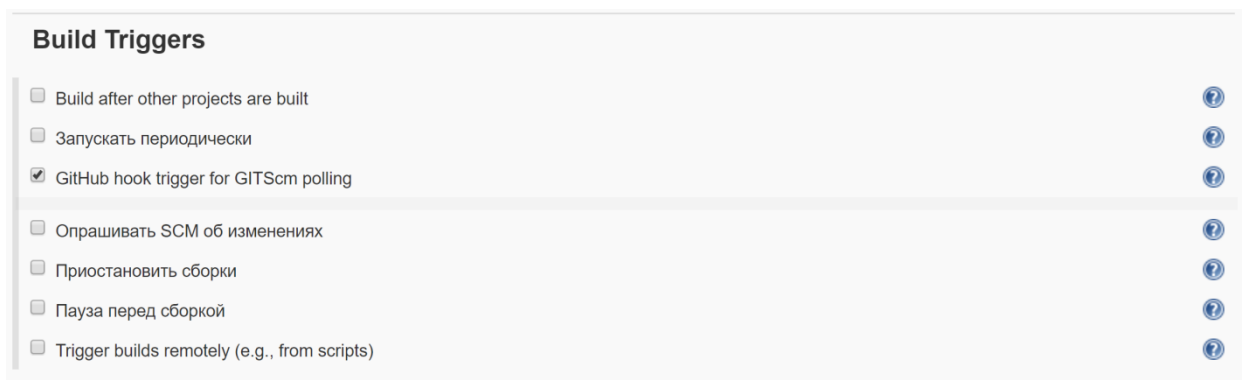 Build Triggers
Build after other projects are built
Запускать периодически
GitHub hook trigger for GITScm polling
Опрашивать SCM об изменениях
Приостановить сборки
Пауза перед сборкой
Trigger builds remotely (e.g., from scripts)